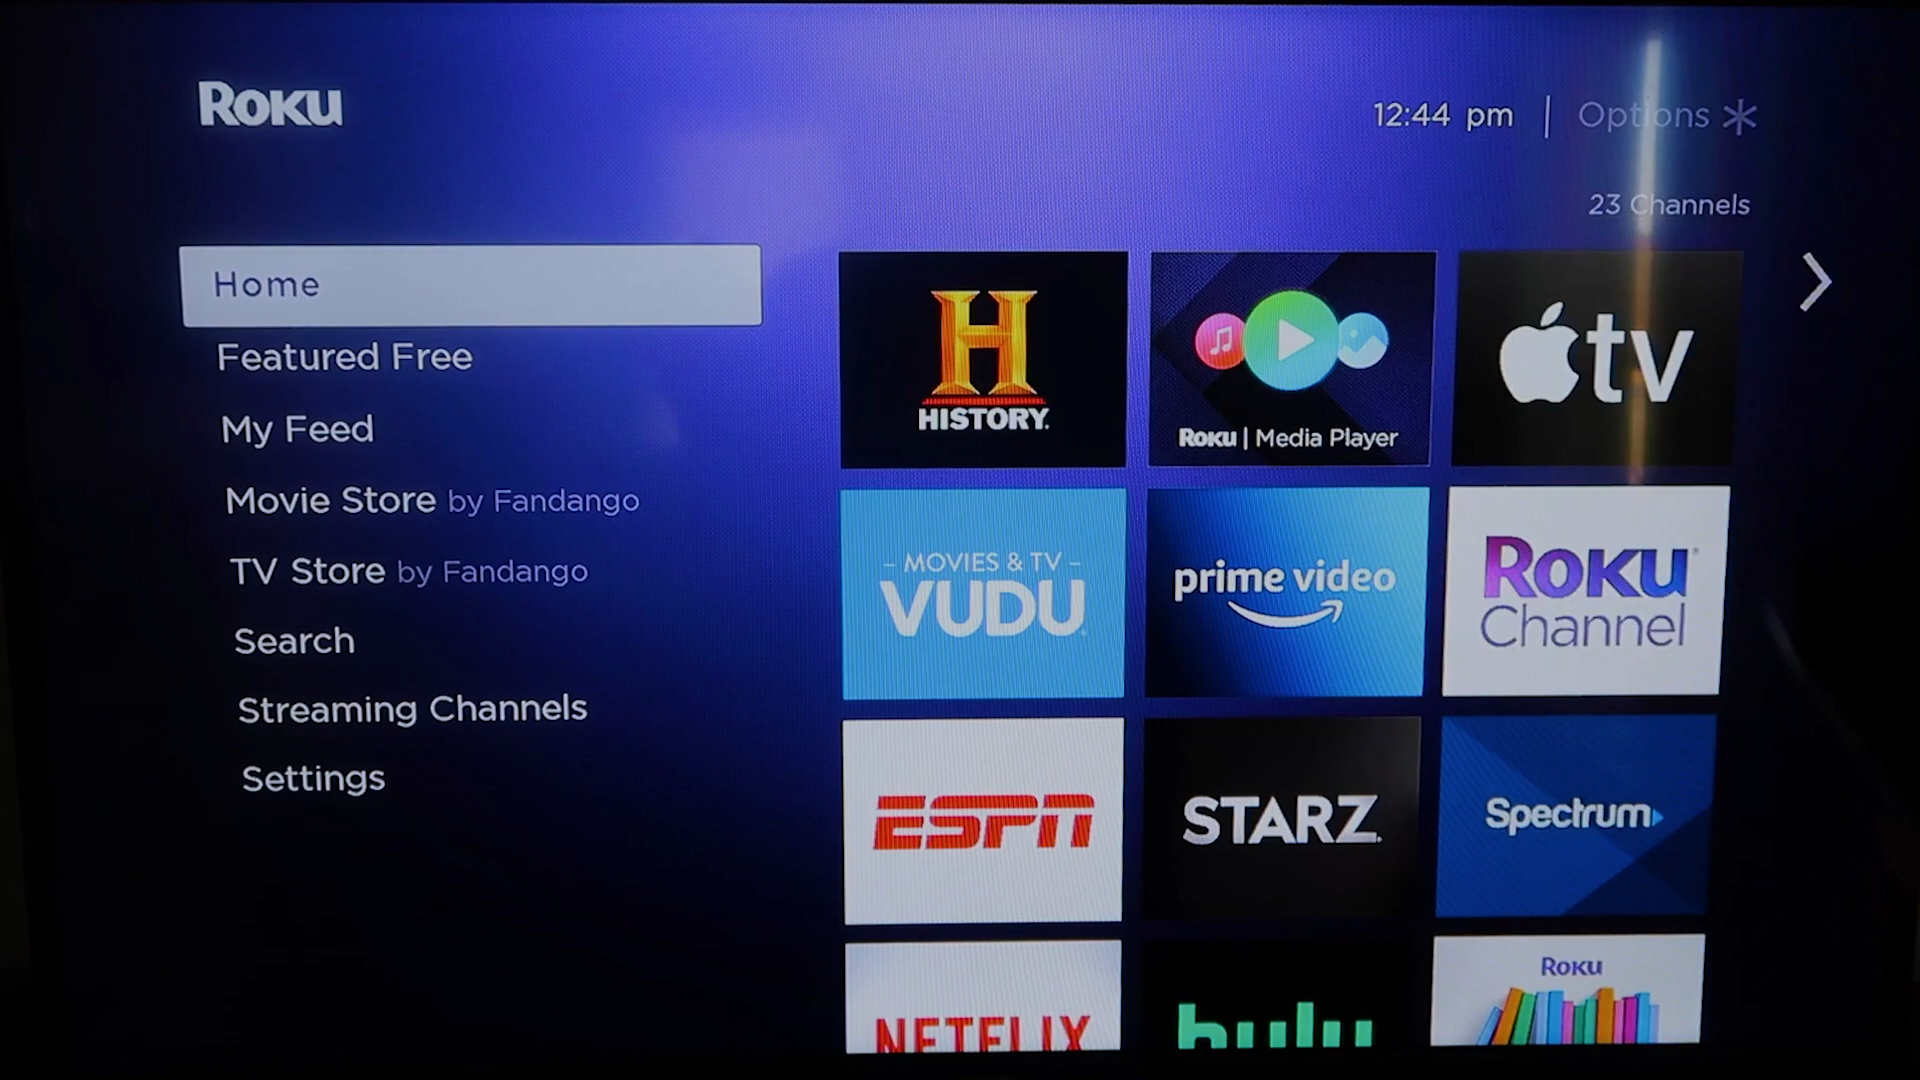 Roku
12:44 pm | Options *
23 Channels
Home
Featured Free
My Feed
Movie Store by Fandango
TV Store by Fandango
Search
Streaming Channels
Settings
H
HISTORY.
Roku | Media Player
tv
- MOVIES & TV -
VUDU
prime video
Roku
Channel
ESPN
STARZ
Spectrum
NETFLIX
hulu
Roku